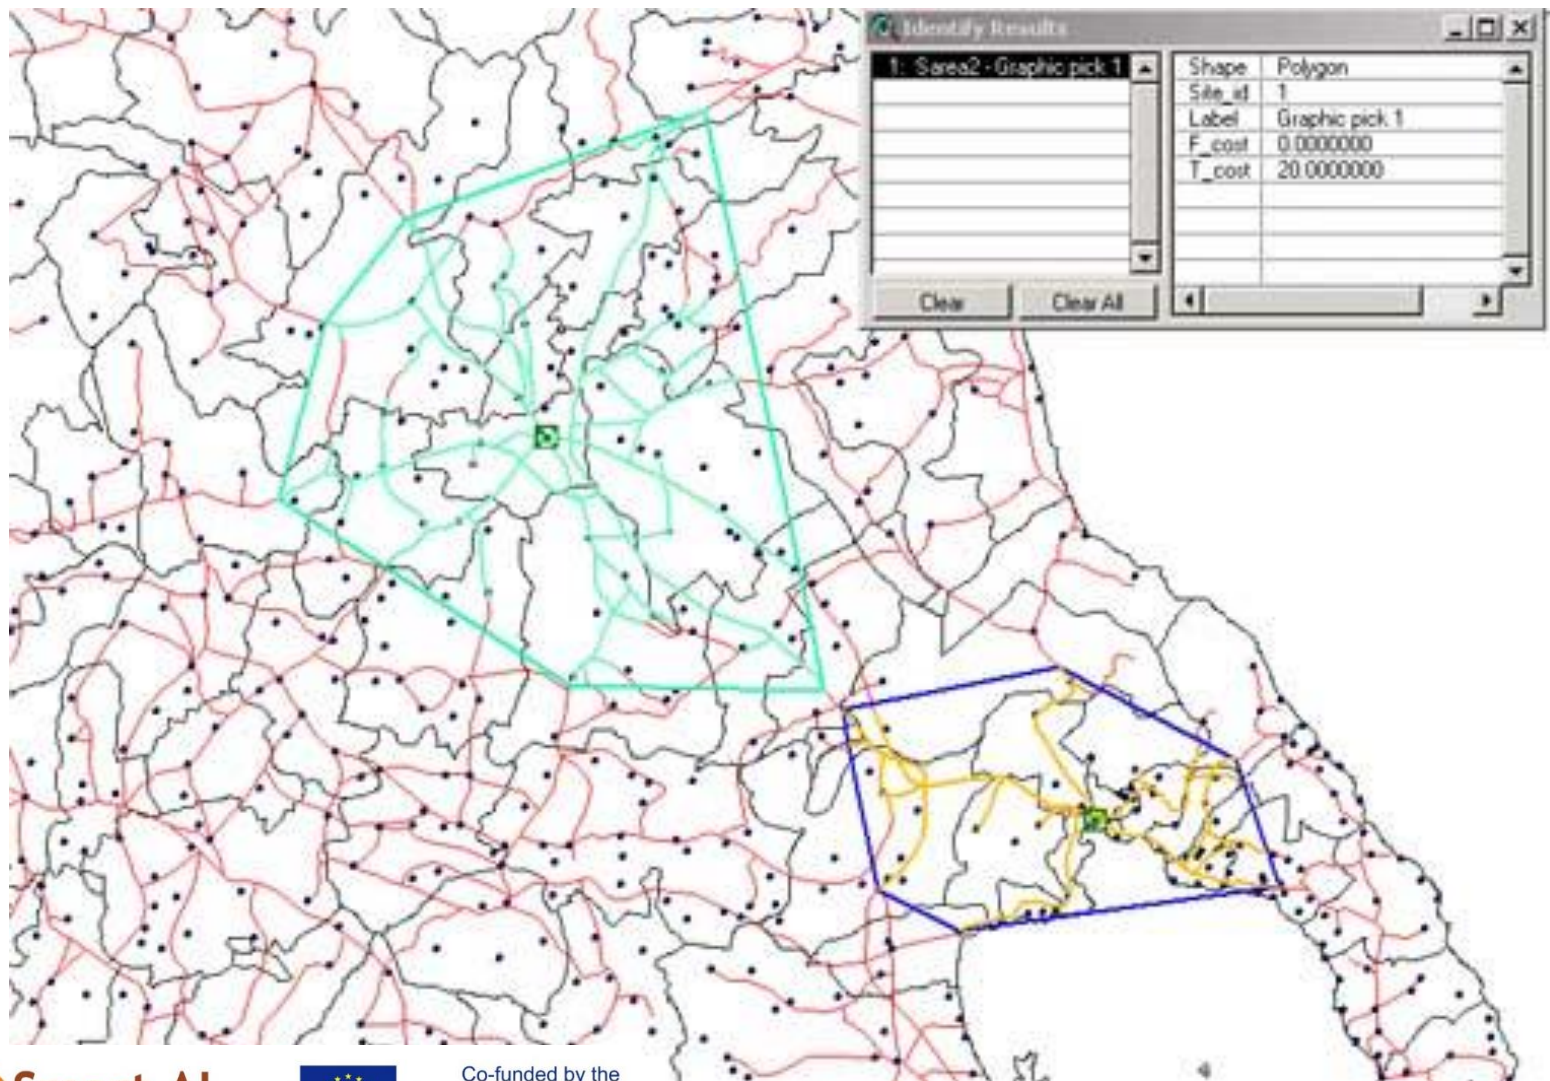 Identify Results
1: Sarea2 - Graphic pick 1
Shape Polygon
Site_id 1
Label Graphic pick 1
F_cost 0.0000000
T_cost 20.0000000
Clear Clear All
Co-funded by the